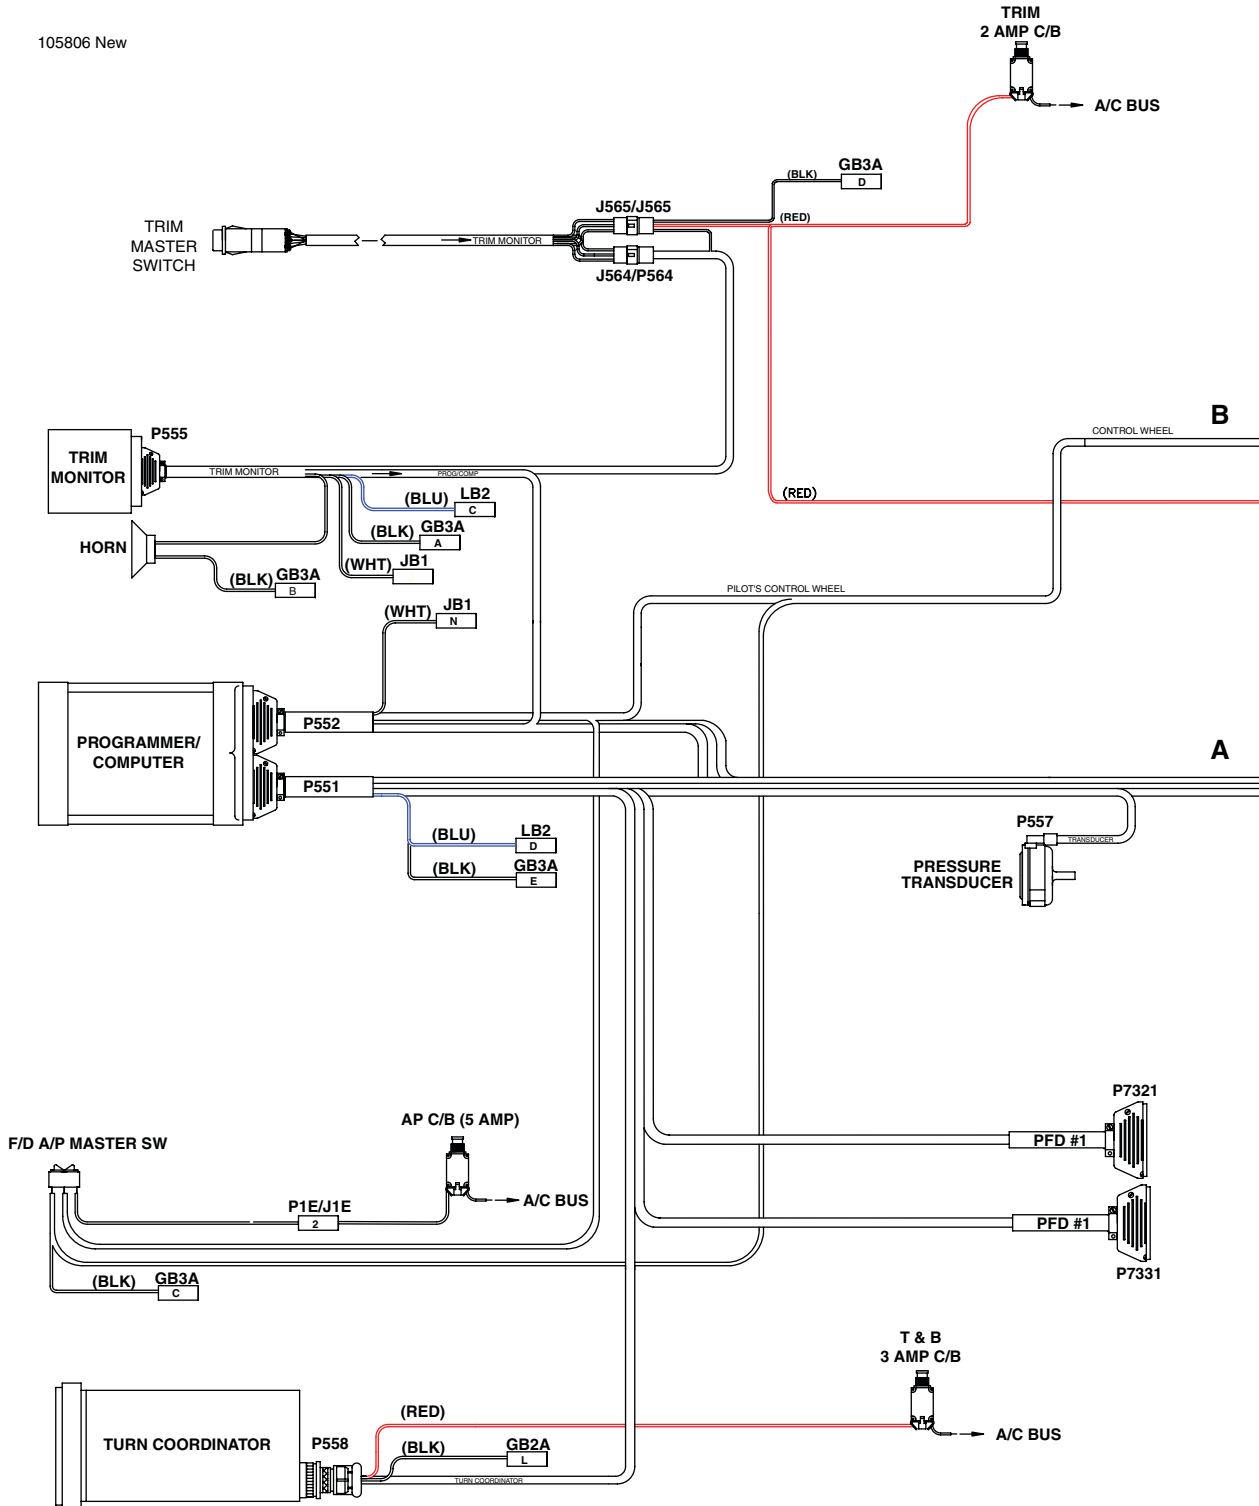 105806 New
TRIM
2 AMP C/B
A/C BUS
GB3A
(BLK)
D
J565/J565
(RED)
TRIM
MASTER
SWITCH
TRIM MONITOR
J564/P564
B
P555
CONTROL WHEEL
TRIM
MONITOR
TRIM MONITOR
PROG/COMP
(BLU)
LB2
C
(RED)
(BLK)
GB3A
A
HORN
(WHT)
JB1
(BLK)
GB3A
B
PILOT'S CONTROL WHEEL
(WHT)
JB1
N
P552
PROGRAMMER/
COMPUTER
A
P551
(BLU)
LB2
D
P557
TRANSDUCER
(BLK)
GB3A
E
PRESSURE
TRANSDUCER
P7321
AP C/B (5 AMP)
F/D A/P MASTER SW
PFD #1
A/C BUS
P1E/J1E
2
PFD #1
P7331
(BLK)
GB3A
C
T & B
3 AMP C/B
(RED)
A/C BUS
TURN COORDINATOR
P558
(BLK)
GB2A
L
TURN COORDINATOR